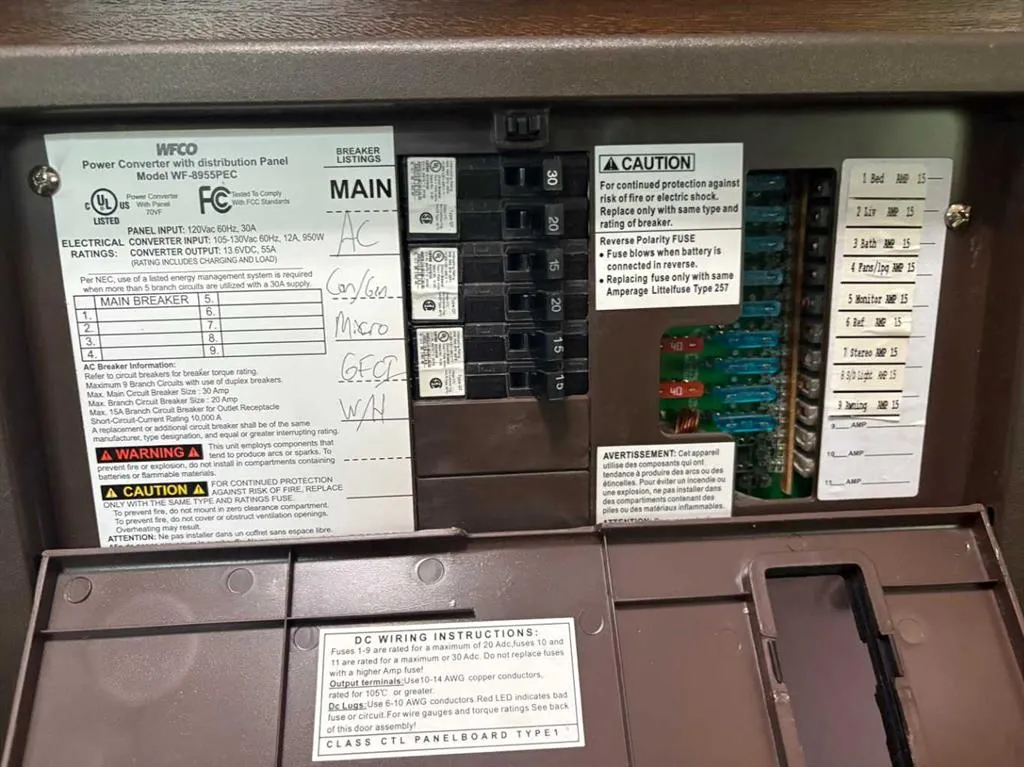 WFCO
Power Converter with distribution Panel
Model WF-8955PEC
C UL US
LISTED
Power Converter
With Panel
70VF
FC
Tested To Comply
With FCC Standards
PANEL INPUT: 120Vac 60Hz, 30A
ELECTRICAL
RATINGS:
CONVERTER INPUT: 105-130Vac 60Hz, 12A, 950W
CONVERTER OUTPUT: 13.6VDC, 55A
(RATING INCLUDES CHARGING AND LOAD)
Per NEC, use of a listed energy management system is required
when more than 5 branch circuits are utilized with a 30A supply.
MAIN BREAKER
1.
2.
3.
4.
5.
6.
7.
8.
9.
AC Breaker Information:
Refer to circuit breakers for breaker torque rating.
Maximum 9 Branch Circuits with use of duplex breakers.
Max. Main Circuit Breaker Size : 30 Amp
Max. Branch Circuit Breaker Size : 20 Amp
Max. 15A Branch Circuit Breaker for Outlet Receptacle
Short-Circuit-Current Rating 10,000 A
A replacement or additional circuit breaker shall be of the same
manufacturer, type designation, and equal or greater interrupting rating.
WARNING
This unit employs components that
tend to produce arcs or sparks. To
prevent fire or explosion, do not install in compartments containing
batteries or flammable materials.
CAUTION
FOR CONTINUED PROTECTION
AGAINST RISK OF FIRE, REPLACE
ONLY WITH THE SAME TYPE AND RATINGS FUSE.
To prevent fire, do not mount in zero clearance compartment.
To prevent fire, do not cover or obstruct ventilation openings.
Overheating may result.
ATTENTION: Ne pas installer dans un coffret sans espace libre.
BREAKER
LISTINGS
MAIN
AC
Con/Gen
Micro
GFCI
W/H
30
20
15
20
15
15
CAUTION
For continued protection against
risk of fire or electric shock.
Replace only with same type and
rating of breaker.
Reverse Polarity FUSE
• Fuse blows when battery is
connected in reverse.
• Replacing fuse only with same
Amperage Littelfuse Type 257
40
40
AVERTISSEMENT: Cet appareil
utilise des composants qui ont
tendance à produire des arcs ou des
étincelles. Pour éviter un incendie ou
une explosion, ne pas installer dans
des compartiments contenant des
piles ou des matériaux inflammables.
1 Bed AMP 15
2 Liv AMP 15
3 Bath AMP 15
4 Fans/lpg AMP 15
5 Monitor AMP 15
6 Ref AMP 15
7 Stereo AMP 15
8 S/O Light AMP 15
9 Awning AMP 15
9 AMP
10 AMP
11 AMP
DC WIRING INSTRUCTIONS:
Fuses 1-9 are rated for a maximum of 20 Adc,fuses 10 and
11 are rated for a maximum or 30 Adc. Do not replace fuses
with a higher Amp fuse!
Output terminals:Use10-14 AWG copper conductors,
rated for 105℃ or greater.
Dc Lugs:Use 6-10 AWG conductors.Red LED indicates bad
fuse or circuit.For wire gauges and torque ratings See back
of this door assembly!
CLASS CTL PANELBOARD TYPE1